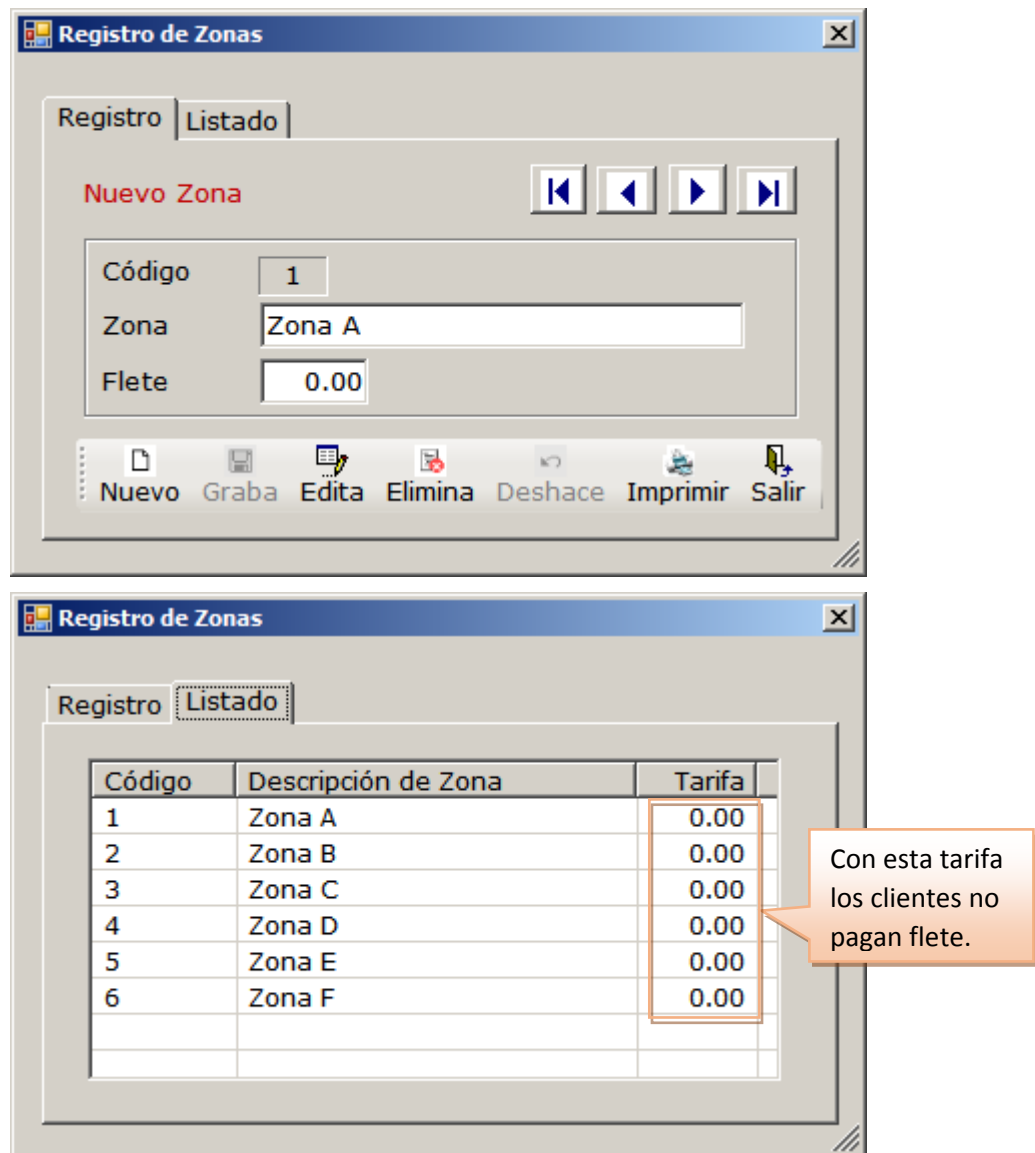 Registro de Zonas
Registro Listado
Nuevo Zona
Código 1
Zona Zona A
Flete 0.00
Nuevo Graba Edita Elimina Deshace Imprimir Salir
Registro de Zonas
Registro Listado
Código Descripción de Zona Tarifa
1 Zona A 0.00
2 Zona B 0.00
3 Zona C 0.00
4 Zona D 0.00
5 Zona E 0.00
6 Zona F 0.00
Con esta tarifa
los clientes no
pagan flete.